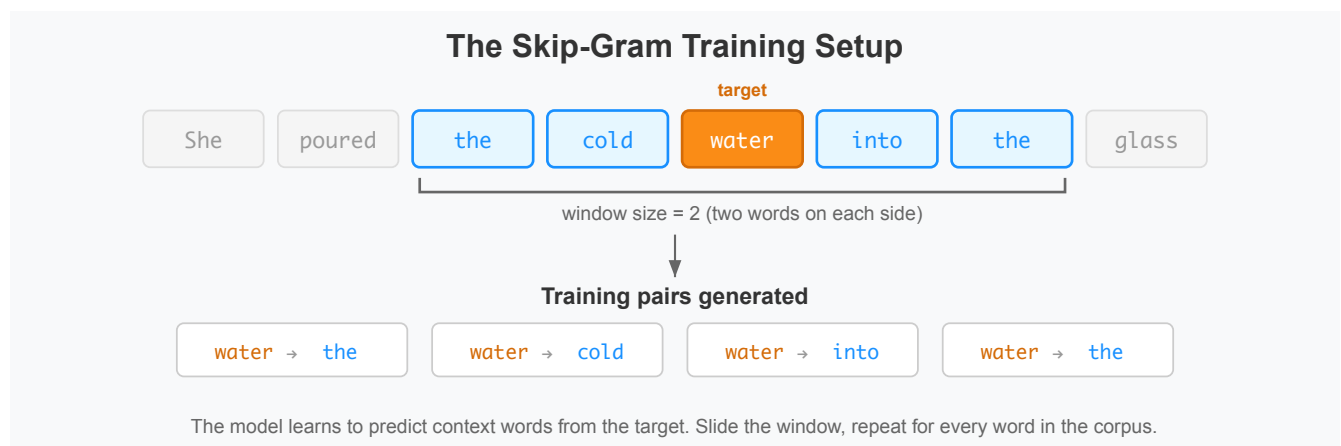 The Skip-Gram Training Setup
target
She poured the cold water into the glass
window size = 2 (two words on each side)
Training pairs generated
water → the water → cold water → into water → the
The model learns to predict context words from the target. Slide the window, repeat for every word in the corpus.